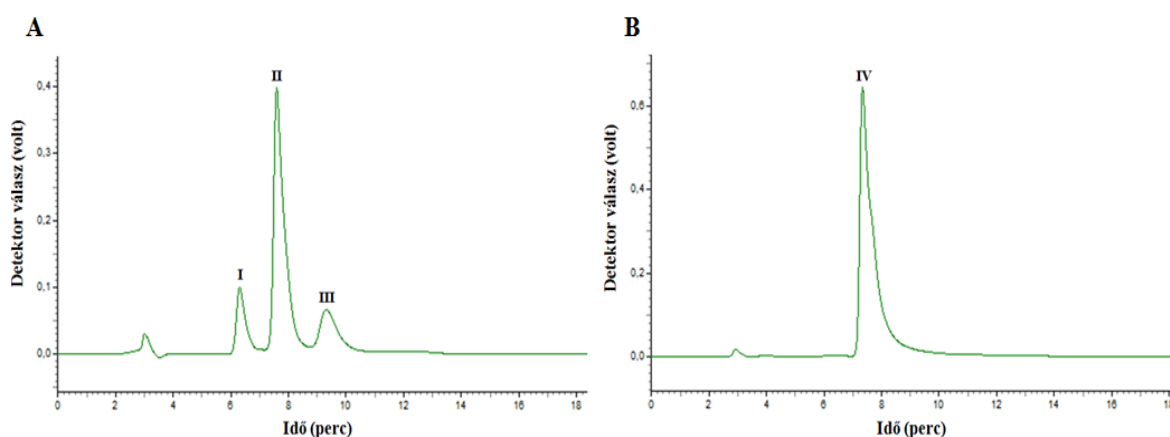 A
Detektor válasz (volt)
0,4
0,3
0,2
0,1
0,0
I
II
III
0 2 4 6 8 10 12 14 16 18
Idő (perc)
B
Detektor válasz (volt)
0,6
0,4
0,2
0,0
IV
0 2 4 6 8 10 12 14 16 18
Idő (perc)